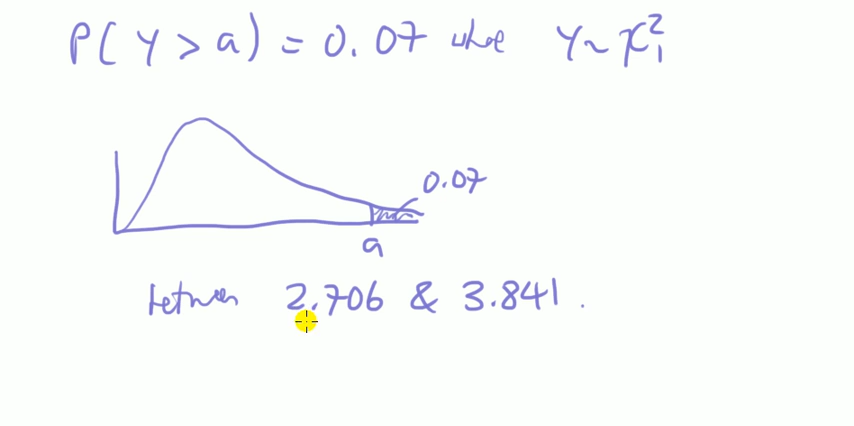 P(Y > a) = 0.07 where Y ~ χ²₁
0.07
a
between 2.706 & 3.841.